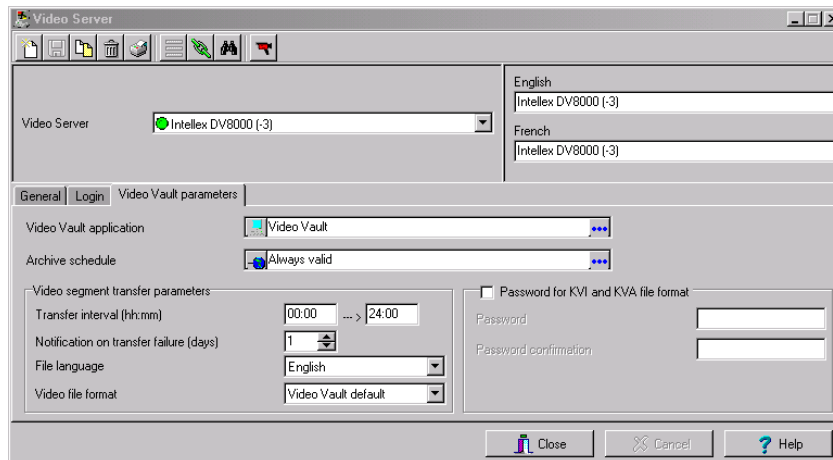 Video Server
English
Intellex DV8000 (-3)
Video Server
Intellex DV8000 (-3)
French
Intellex DV8000 (-3)
General
Login
Video Vault parameters
Video Vault application
Video Vault
Archive schedule
Always valid
Video segment transfer parameters
Transfer interval (hh:mm)
00:00 ---> 24:00
Notification on transfer failure (days)
1
File language
English
Video file format
Video Vault default
Password for KVI and KVA file format
Password
Password confirmation
Close
Cancel
Help